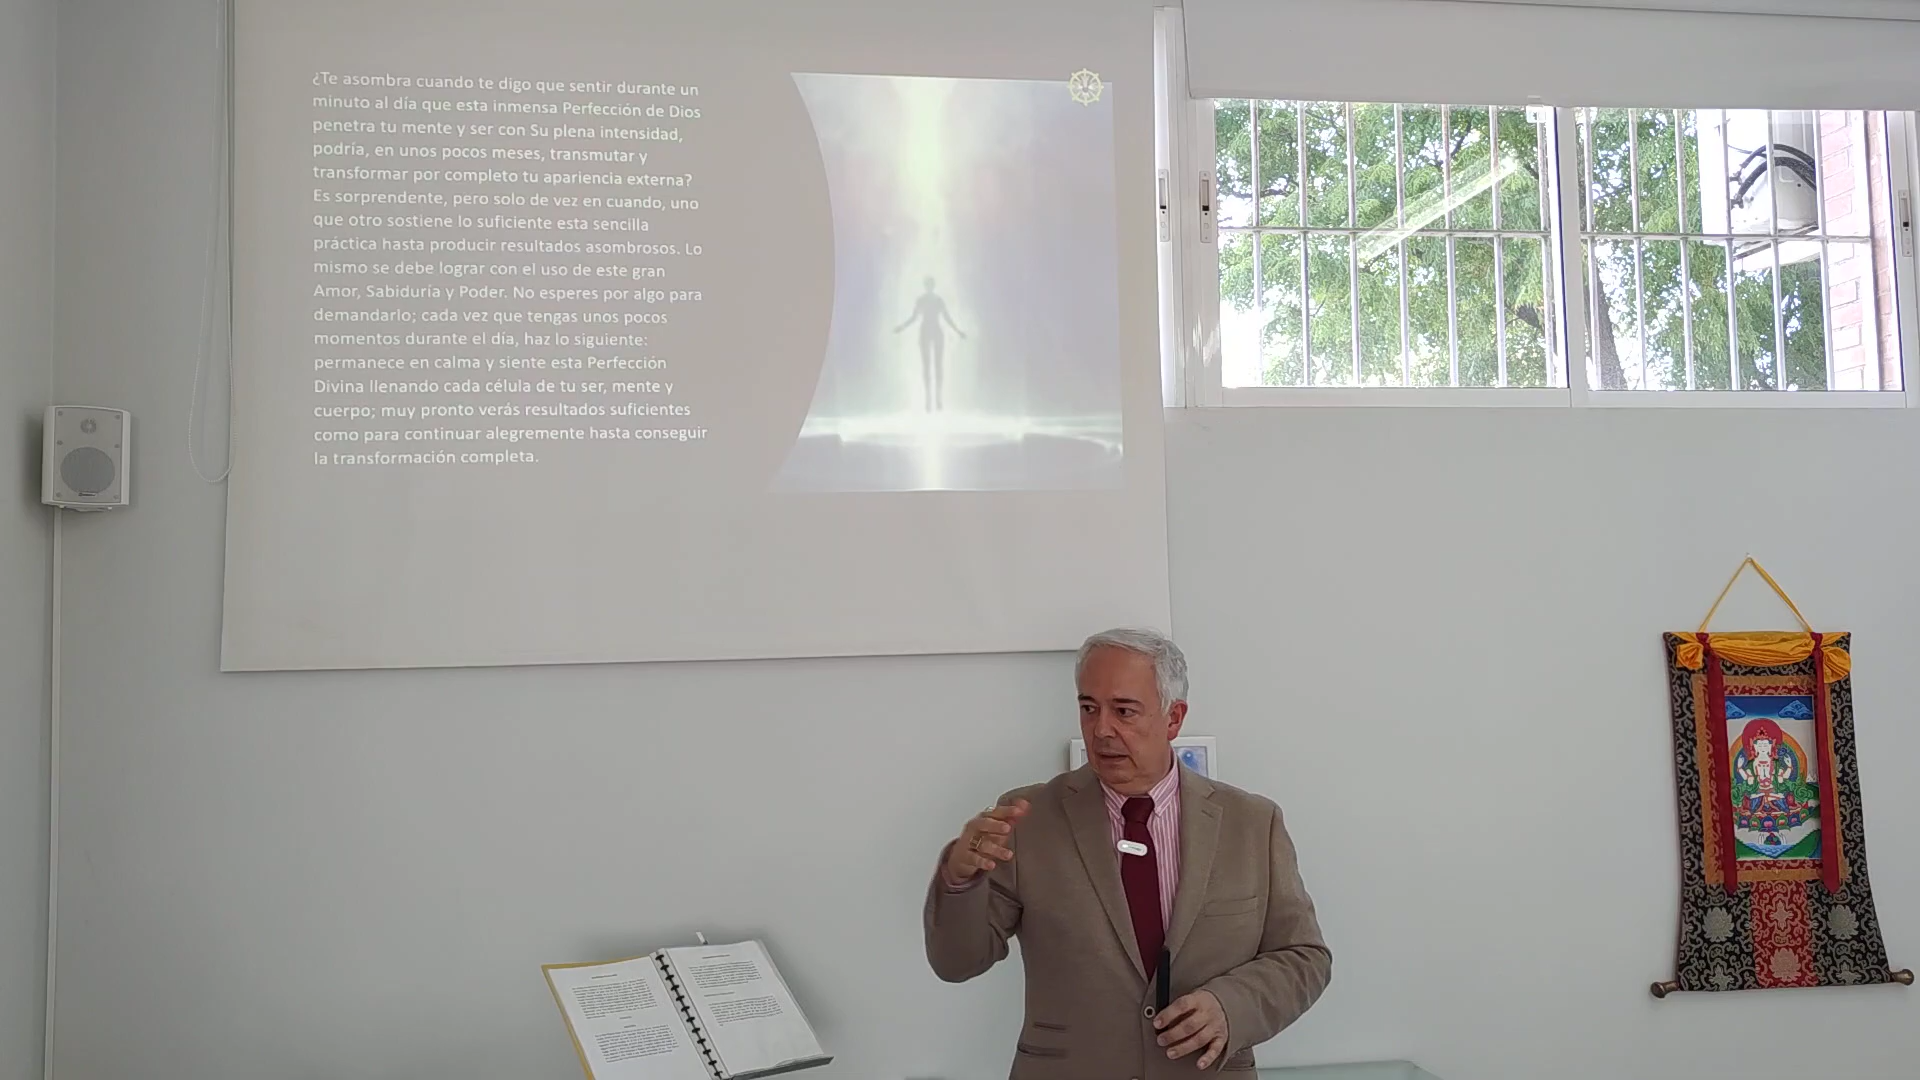 ¿Te asombra cuando te digo que sentir durante un
minuto al día que esta inmensa Perfección de Dios
penetra tu mente y ser con Su plena intensidad,
podría, en unos pocos meses, transmutar y
transformar por completo tu apariencia externa?
Es sorprendente, pero solo de vez en cuando, uno
que otro sostiene lo suficiente esta sencilla
práctica hasta producir resultados asombrosos. Lo
mismo se debe lograr con el uso de este gran
Amor, Sabiduría y Poder. No esperes por algo para
demandarlo; cada vez que tengas unos pocos
momentos durante el día, haz lo siguiente:
permanece en calma y siente esta Perfección
Divina llenando cada célula de tu ser, mente y
cuerpo; muy pronto verás resultados suficientes
como para continuar alegremente hasta conseguir
la transformación completa.